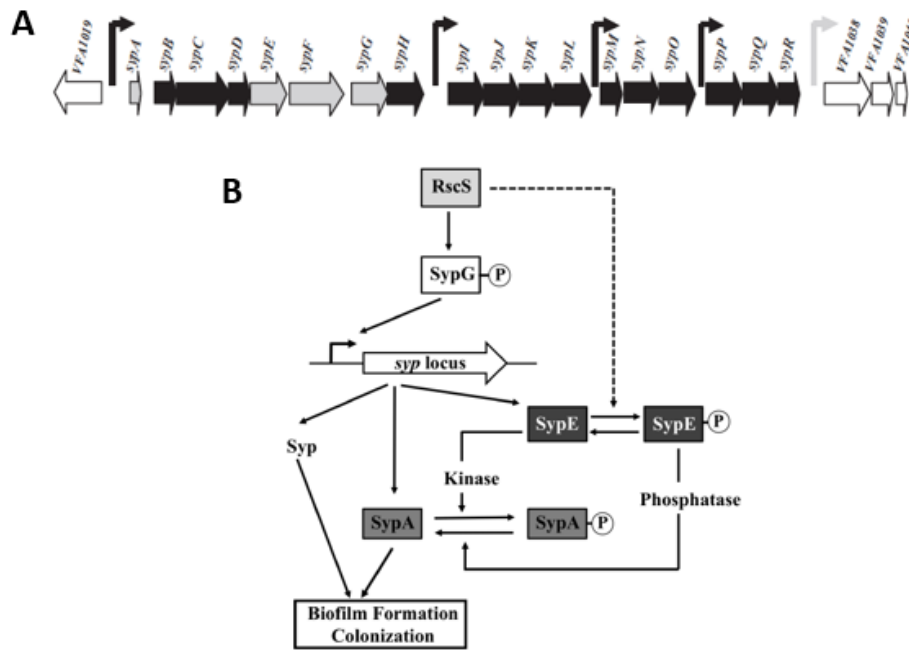 A
VFA1019 sypA sypB sypC sypD sypE sypF sypG sypH sypI sypJ sypK sypL sypM sypN sypO sypP sypQ sypR VFA1038 VFA1039
B
RscS
SypG P
syp locus
SypE SypE P
Syp
Kinase
Phosphatase
SypA SypA P
Biofilm Formation
Colonization